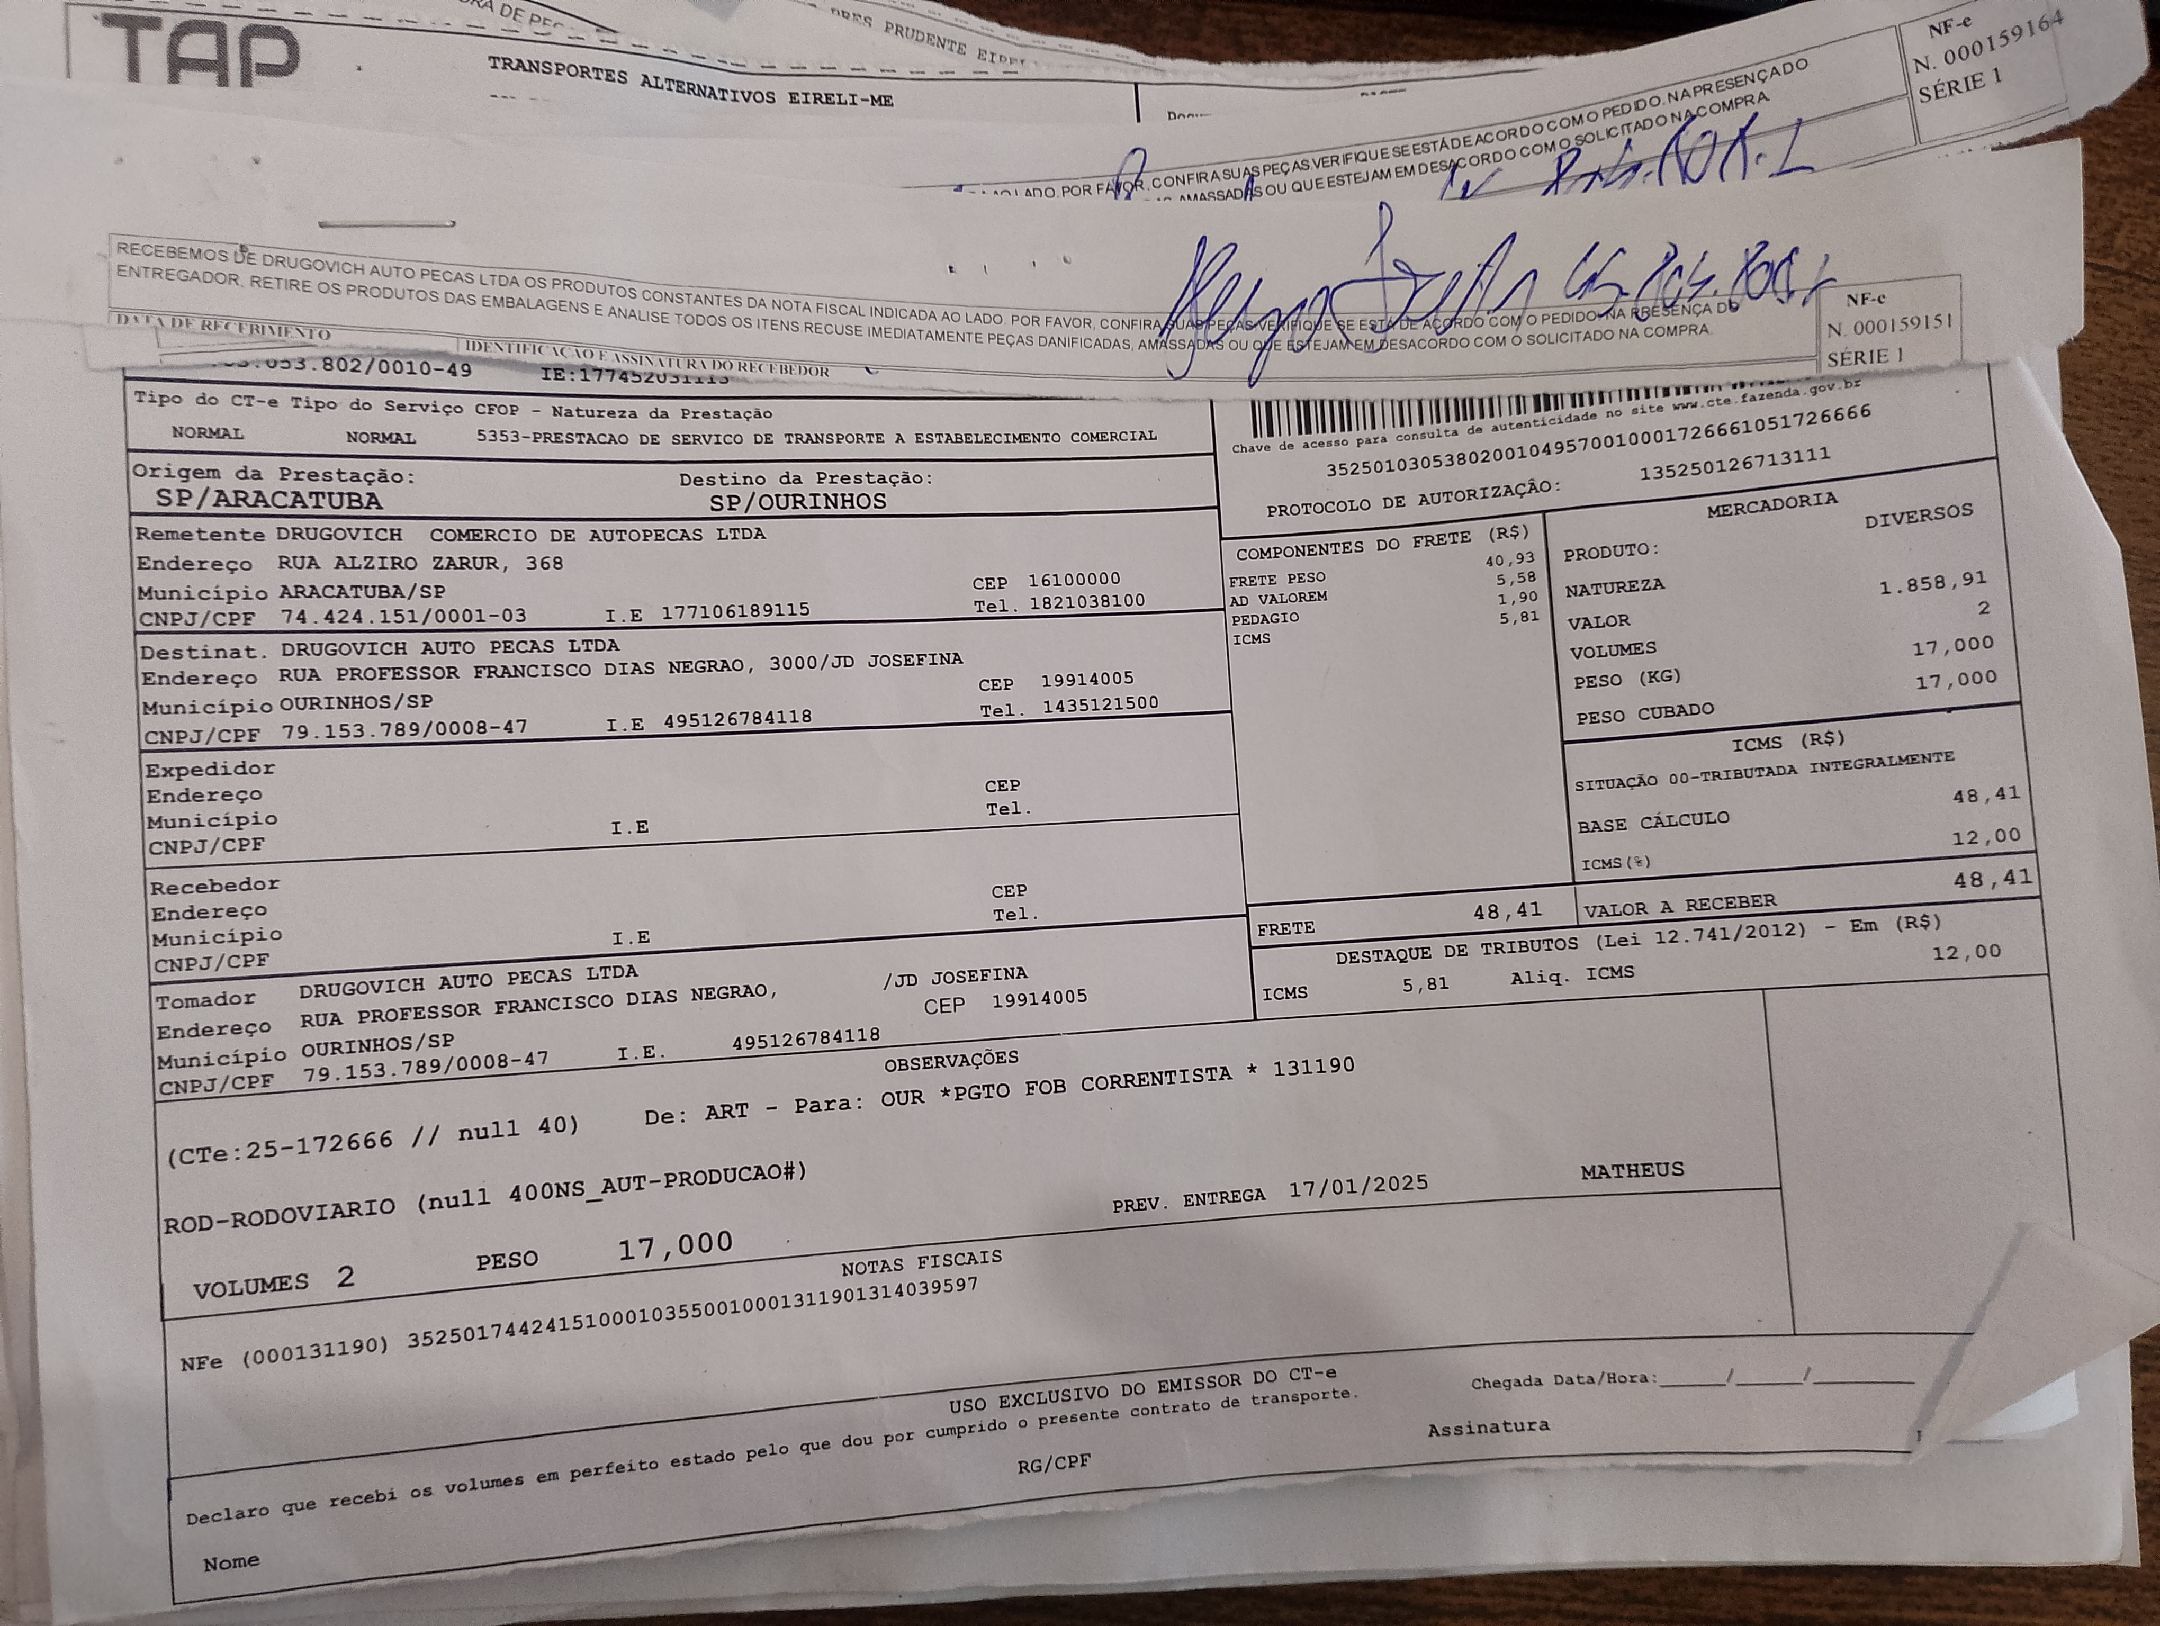 TAP
TRANSPORTES ALTERNATIVOS EIRELI-ME
PRES PRUDENTE
NF-e
N. 000159164
SÉRIE 1
AO LADO. POR FAVOR, CONFIRA SUAS PEÇAS.VERIFIQUE SE ESTÁ DE ACORDO COM O PEDIDO. NA PRESENÇA DO
AMASSADAS OU QUE ESTEJAM EM DESACORDO COM O SOLICITADO NA COMPRA.
RECEBEMOS DE DRUGOVICH AUTO PECAS LTDA OS PRODUTOS CONSTANTES DA NOTA FISCAL INDICADA AO LADO. POR FAVOR, CONFIRA SUAS PEÇAS.VERIFIQUE SE ESTÁ DE ACORDO COM O PEDIDO. NA PRESENÇA DO
ENTREGADOR, RETIRE OS PRODUTOS DAS EMBALAGENS E ANALISE TODOS OS ITENS.RECUSE IMEDIATAMENTE PEÇAS DANIFICADAS, AMASSADAS OU QUE ESTEJAM EM DESACORDO COM O SOLICITADO NA COMPRA.
NF-e
N. 000159151
SÉRIE 1
DATA DE RECEBIMENTO IDENTIFICAÇÃO E ASSINATURA DO RECEBEDOR
.053.802/0010-49 IE:177452031113
Tipo do CT-e Tipo do Serviço CFOP - Natureza da Prestação
NORMAL NORMAL 5353-PRESTACAO DE SERVICO DE TRANSPORTE A ESTABELECIMENTO COMERCIAL
Chave de acesso para consulta de autenticidade no site www.cte.fazenda.gov.br
35250103053802001049570010001726661051726666
PROTOCOLO DE AUTORIZAÇÃO: 135250126713111
Origem da Prestação: Destino da Prestação:
SP/ARACATUBA SP/OURINHOS
Remetente DRUGOVICH COMERCIO DE AUTOPECAS LTDA
Endereço RUA ALZIRO ZARUR, 368
Município ARACATUBA/SP CEP 16100000
CNPJ/CPF 74.424.151/0001-03 I.E 177106189115 Tel. 1821038100
Destinat. DRUGOVICH AUTO PECAS LTDA
Endereço RUA PROFESSOR FRANCISCO DIAS NEGRAO, 3000/JD JOSEFINA
Município OURINHOS/SP CEP 19914005
CNPJ/CPF 79.153.789/0008-47 I.E 495126784118 Tel. 1435121500
Expedidor
Endereço CEP
Município Tel.
CNPJ/CPF I.E
Recebedor
Endereço CEP
Município Tel.
CNPJ/CPF I.E
Tomador DRUGOVICH AUTO PECAS LTDA
Endereço RUA PROFESSOR FRANCISCO DIAS NEGRAO, /JD JOSEFINA
Município OURINHOS/SP CEP 19914005
CNPJ/CPF 79.153.789/0008-47 I.E. 495126784118
COMPONENTES DO FRETE (R$)
FRETE PESO 40,93
AD VALOREM 5,58
PEDAGIO 1,90
ICMS 5,81
MERCADORIA
PRODUTO: DIVERSOS
NATUREZA
VALOR 1.858,91
VOLUMES 2
PESO (KG) 17,000
PESO CUBADO 17,000
ICMS (R$)
SITUAÇÃO 00-TRIBUTADA INTEGRALMENTE
BASE CÁLCULO 48,41
ICMS(%) 12,00
FRETE 48,41 VALOR A RECEBER 48,41
DESTAQUE DE TRIBUTOS (Lei 12.741/2012) - Em (R$)
ICMS 5,81 Aliq. ICMS 12,00
OBSERVAÇÕES
(CTe:25-172666 // null 40) De: ART - Para: OUR *PGTO FOB CORRENTISTA * 131190
ROD-RODOVIARIO (null 400NS_AUT-PRODUCAO#)
PREV. ENTREGA 17/01/2025 MATHEUS
VOLUMES 2 PESO 17,000
NOTAS FISCAIS
NFe (000131190) 35250174424151000103550010001311901314039597
USO EXCLUSIVO DO EMISSOR DO CT-e
Declaro que recebi os volumes em perfeito estado pelo que dou por cumprido o presente contrato de transporte.
Chegada Data/Hora:_____/_____/________
Nome RG/CPF Assinatura